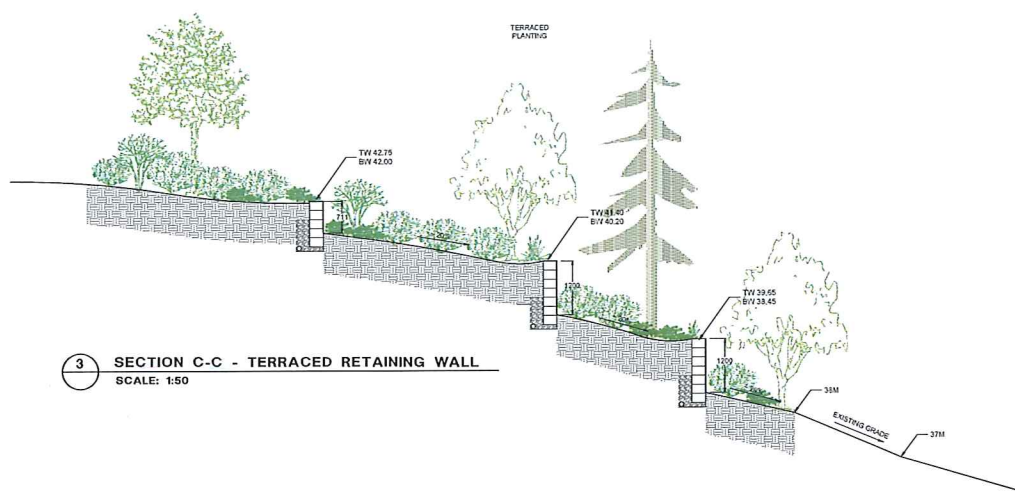 TERRACED
PLANTING
TW 42.75
BW 42.00
711
TW 41.40
BW 40.20
1200
TW 39.65
BW 38.45
1200
38M
EXISTING GRADE
37M
3
SECTION C-C - TERRACED RETAINING WALL
SCALE: 1:50